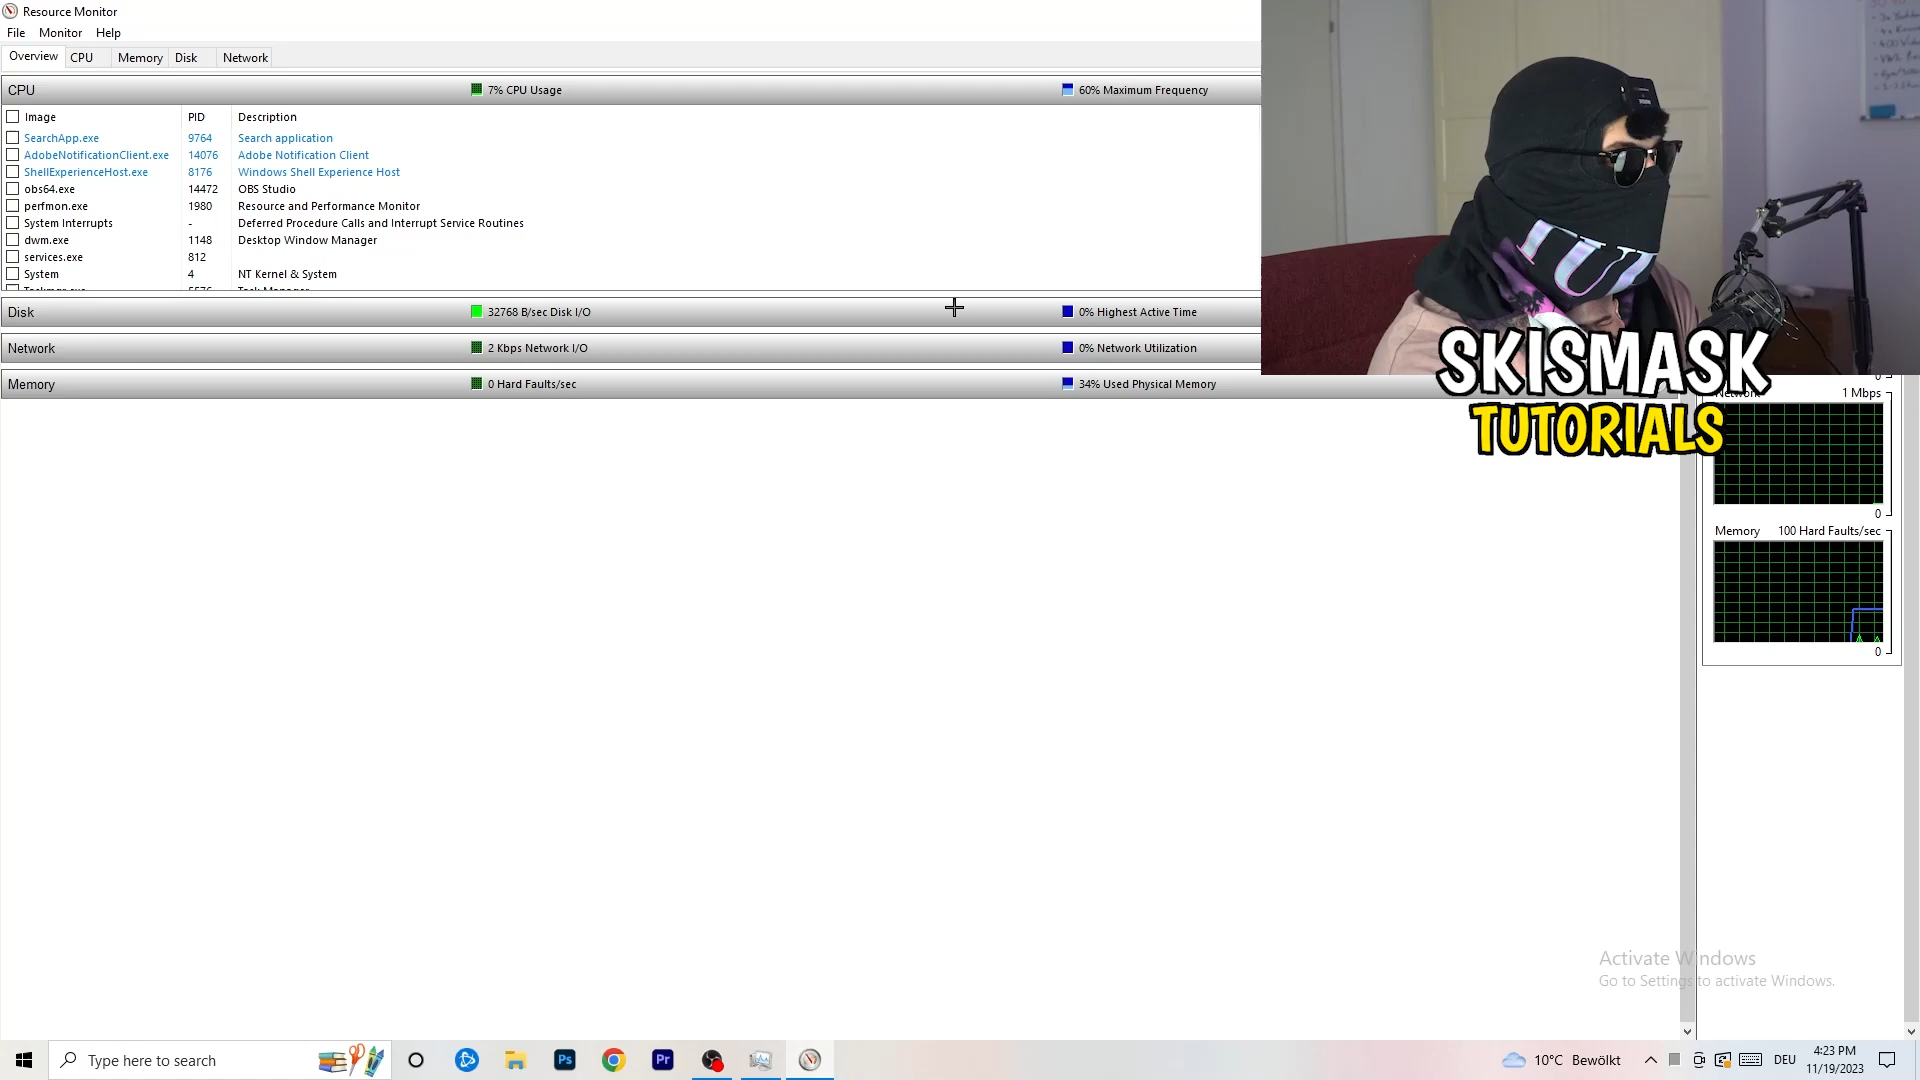 Resource Monitor
File Monitor Help
Overview CPU Memory Disk Network
CPU 7% CPU Usage 60% Maximum Frequency
Image PID Description
SearchApp.exe 9764 Search application
AdobeNotificationClient.exe 14076 Adobe Notification Client
ShellExperienceHost.exe 8176 Windows Shell Experience Host
obs64.exe 14472 OBS Studio
perfmon.exe 1980 Resource and Performance Monitor
System Interrupts - Deferred Procedure Calls and Interrupt Service Routines
dwm.exe 1148 Desktop Window Manager
services.exe 812
System 4 NT Kernel & System
Disk 32768 B/sec Disk I/O 0% Highest Active Time
Network 2 Kbps Network I/O 0% Network Utilization
Memory 0 Hard Faults/sec 34% Used Physical Memory
SKISMASK
TUTORIALS
Network 1 Mbps
0
Memory 100 Hard Faults/sec
0
Activate Windows
Go to Settings to activate Windows.
Type here to search
Ps
Pr
10°C Bewölkt
DEU
4:23 PM
11/19/2023